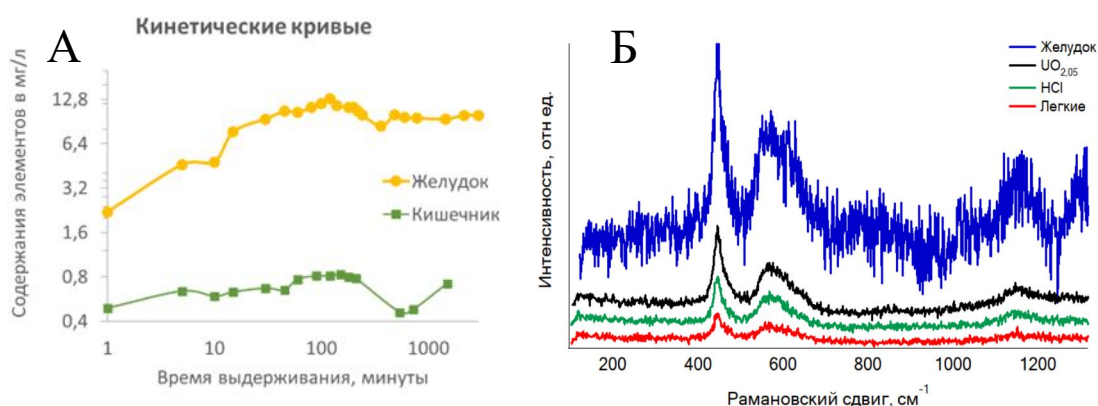 А
Кинетические кривые
Содержания элементов в мг/л
12,8
6,4
3,2
1,6
0,8
0,4
1
10
100
1000
Время выдерживания, минуты
Желудок
Кишечник
Б
Желудок
UO2,05
HCl
Легкие
Интенсивность, отн ед.
200
400
600
800
1000
1200
Рамановский сдвиг, см-1